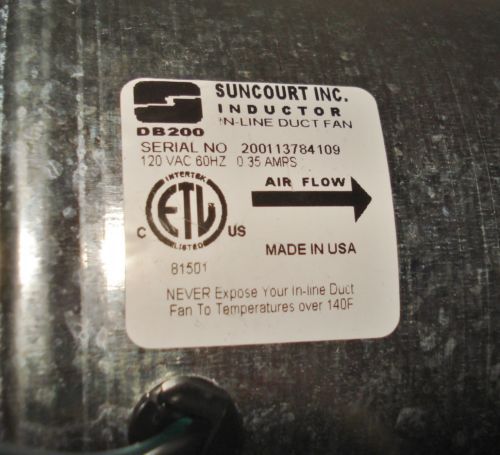 SUNCOURT INC.
INDUCTOR
DB200 IN-LINE DUCT FAN
SERIAL NO 200113784109
120 VAC 60HZ 0.35 AMPS
INTERTEK
ETL
LISTED
C US
AIR FLOW
81501
MADE IN USA
NEVER Expose Your In-line Duct
Fan To Temperatures over 140F